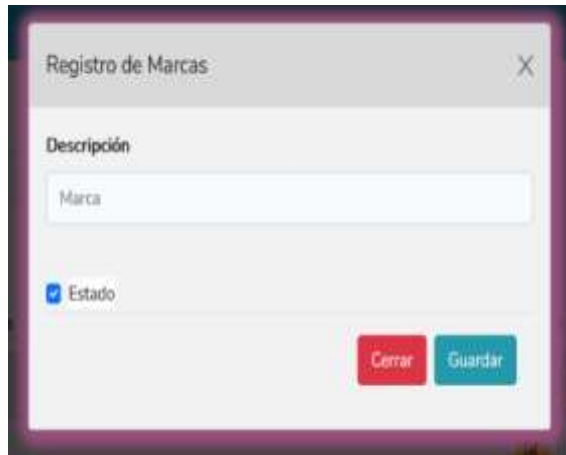 Registro de Marcas X
Descripción
Marca
Estado
Cerrar Guardar